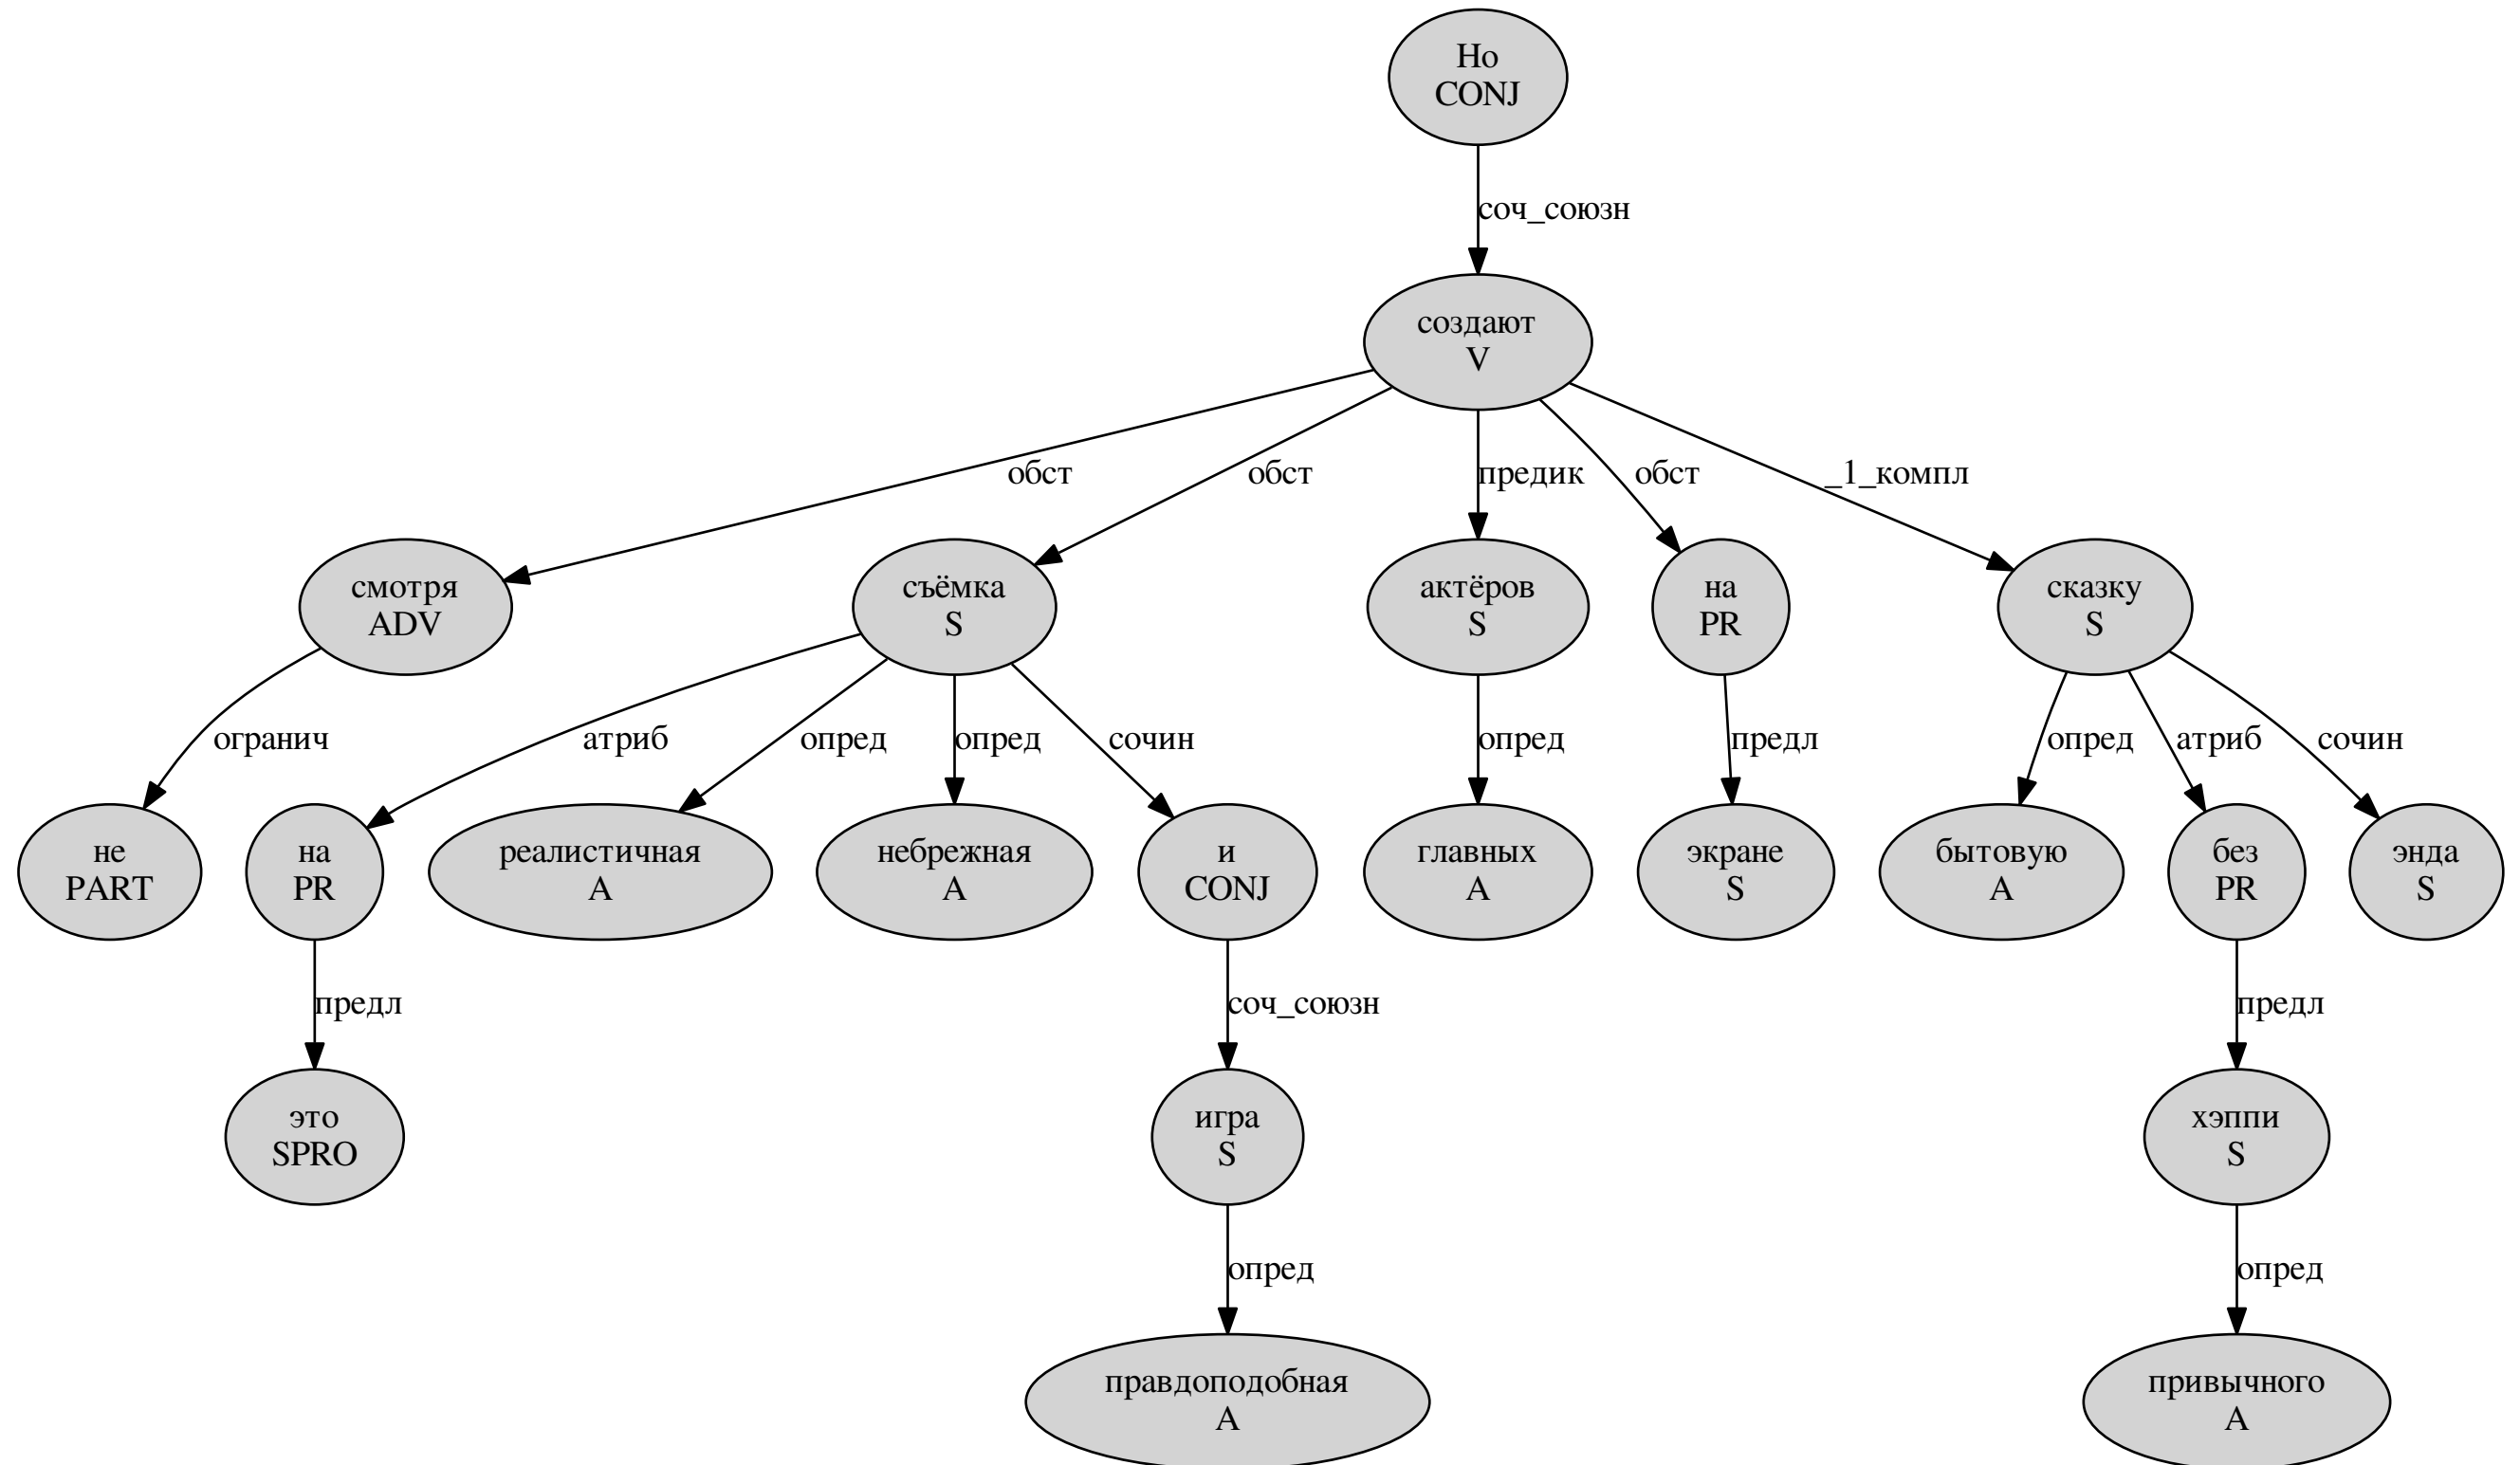 Но
CONJ
соч_союзн
создают
V
обст
обст
предик
обст
_1_компл
смотря
ADV
съёмка
S
актёров
S
на
PR
сказку
S
огранич
атриб
опред
опред
сочин
опред
предл
опред
атриб
сочин
не
PART
на
PR
реалистичная
A
небрежная
A
и
CONJ
главных
A
экране
S
бытовую
A
без
PR
энда
S
предл
соч_союзн
предл
это
SPRO
игра
S
хэппи
S
опред
опред
правдоподобная
A
привычного
A